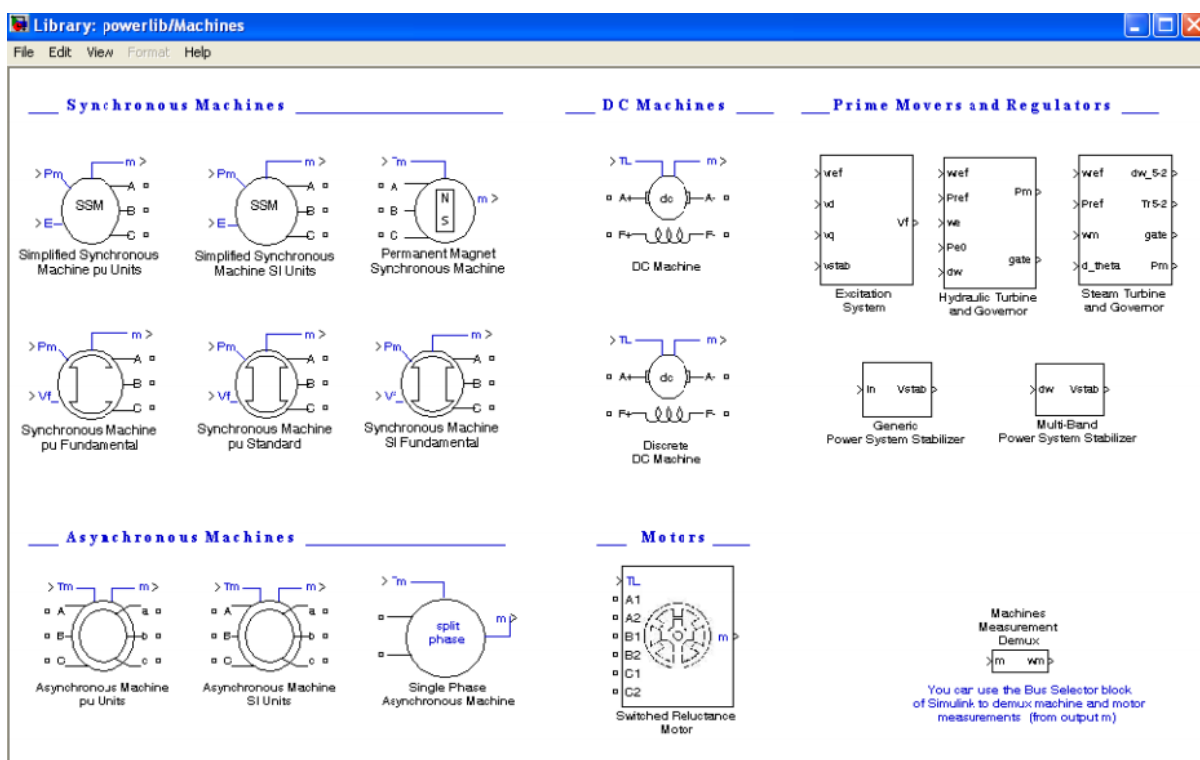 Library: powerlib/Machines
File Edit View Format Help
Synchronous Machines
Pm
m
SSM
A
B
C
E
Simplified Synchronous
Machine pu Units
Pm
m
SSM
A
B
C
E
Simplified Synchronous
Machine SI Units
m
A
B
C
N
S
m
Permanent Magnet
Synchronous Machine
Pm
m
A
B
C
Vf_
Synchronous Machine
pu Fundamental
Pm
m
A
B
C
Vf_
Synchronous Machine
pu Standard
Pm
m
A
B
C
Synchronous Machine
SI Fundamental
DC Machines
TL
m
A+
dc
A-
F+
F-
DC Machine
TL
m
A+
dc
A-
F+
F-
Discrete
DC Machine
Prime Movers and Regulators
vref
vd
vq
vstab
Vf
Excitation
System
wref
Pref
we
Pe0
dw
Pm
gate
Hydraulic Turbine
and Governor
wref
Pref
wm
d_theta
dw_5-2
Tr5-2
gate
Pm
Steam Turbine
and Governor
In Vstab
Generic
Power System Stabilizer
dw Vstab
Multi-Band
Power System Stabilizer
Asynchronous Machines
Tm
m
A
B
C
a
b
c
Asynchronous Machine
pu Units
Tm
m
A
B
C
a
b
c
Asynchronous Machine
SI Units
m
split
phase
m
Single Phase
Asynchronous Machine
Motors
TL
A1
A2
B1
B2
C1
C2
m
Switched Reluctance
Motor
Machines
Measurement
Demux
m wm
You can use the Bus Selector block
of Simulink to demux machine and motor
measurements (from output m)